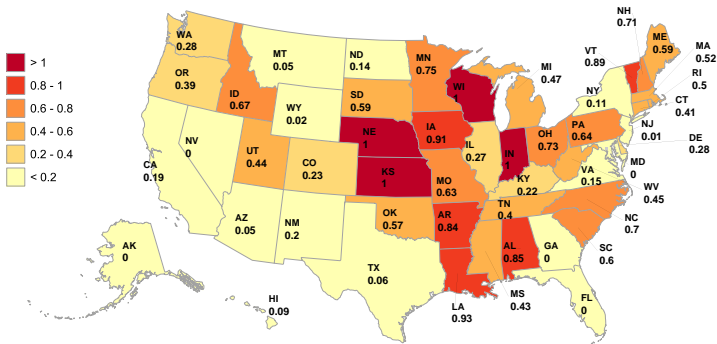 > 1
0.8 - 1
0.6 - 0.8
0.4 - 0.6
0.2 - 0.4
< 0.2
WA
0.28
OR
0.39
CA
0.19
NV
0
ID
0.67
MT
0.05
WY
0.02
UT
0.44
CO
0.23
AZ
0.05
NM
0.2
ND
0.14
SD
0.59
NE
1
KS
1
OK
0.57
TX
0.06
MN
0.75
IA
0.91
MO
0.63
AR
0.84
LA
0.93
WI
1
IL
0.27
IN
1
MI
0.47
OH
0.73
KY
0.22
TN
0.4
MS
0.43
AL
0.85
GA
0
FL
0
SC
0.6
NC
0.7
VA
0.15
WV
0.45
MD
0
DE
0.28
NJ
0.01
PA
0.64
NY
0.11
CT
0.41
RI
0.5
MA
0.52
VT
0.89
NH
0.71
ME
0.59
AK
0
HI
0.09